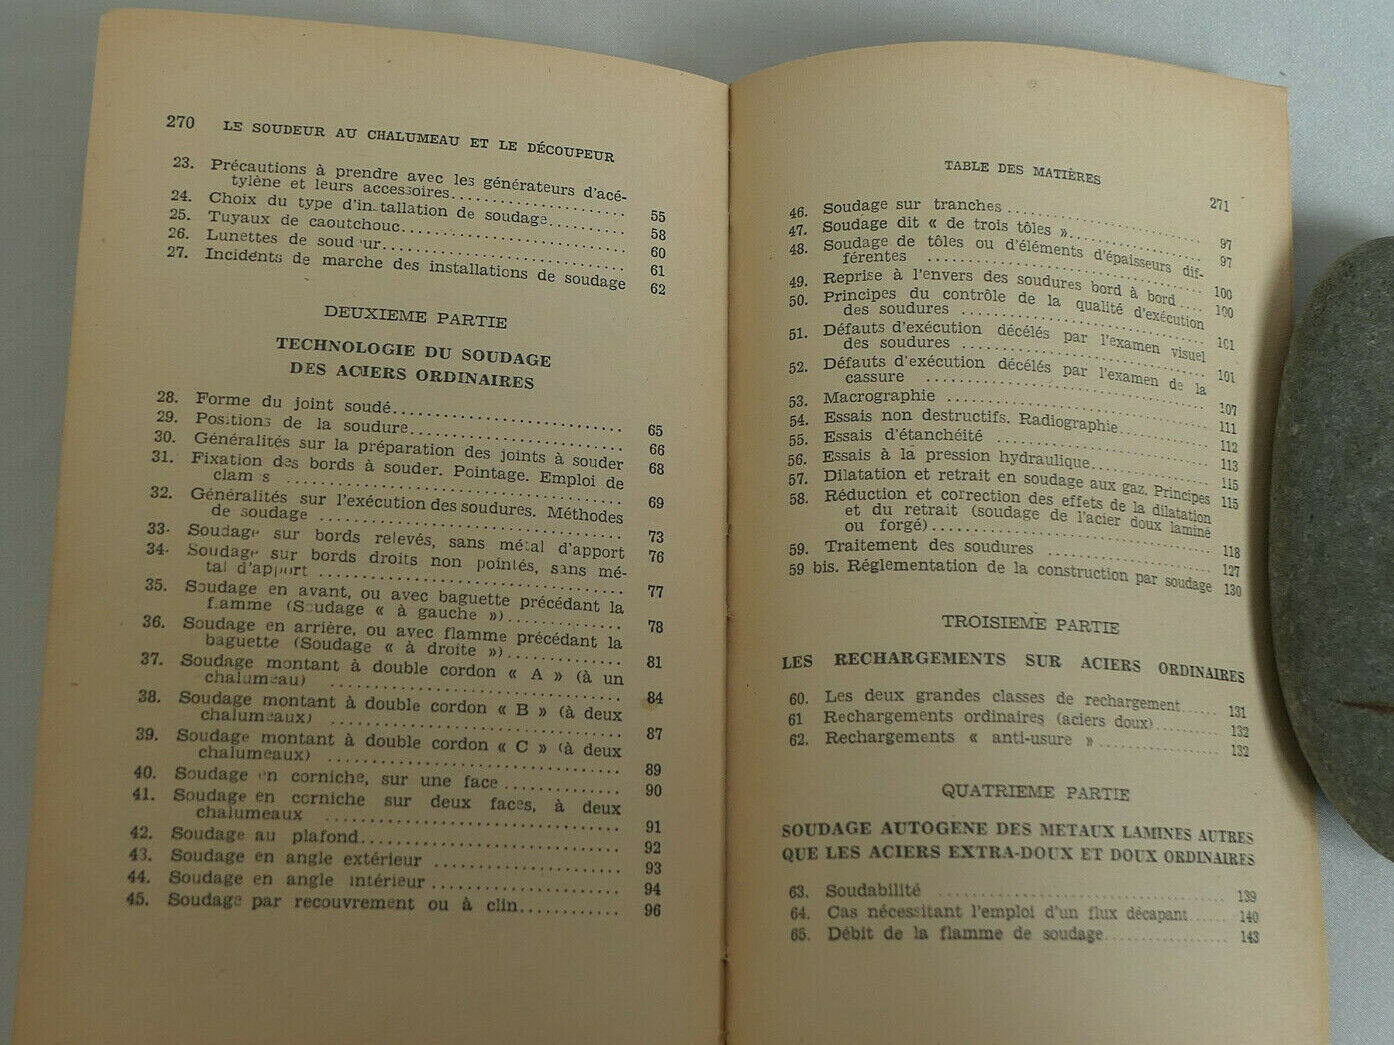 270 LE SOUDEUR AU CHALUMEAU ET LE DÉCOUPEUR
23. Précautions à prendre avec les générateurs d'acé-
tylène et leurs accessoires.................... 55
24. Choix du type d'installation de soudage......... 58
25. Tuyaux de caoutchouc........................ 60
26. Lunettes de soudeur......................... 61
27. Incidents de marche des installations de soudage 62
DEUXIEME PARTIE
TECHNOLOGIE DU SOUDAGE
DES ACIERS ORDINAIRES
28. Forme du joint soudé......................... 65
29. Positions de la soudure....................... 66
30. Généralités sur la préparation des joints à souder 68
31. Fixation des bords à souder. Pointage. Emploi de
clames .................................... 69
32. Généralités sur l'exécution des soudures. Méthodes
de soudage ................................ 73
33. Soudage sur bords relevés, sans métal d'apport 76
34. Soudage sur bords droits non pointés, sans mé-
tal d'apport ................................ 77
35. Soudage en avant, ou avec baguette précédant la
flamme (Soudage « à gauche »)............... 78
36. Soudage en arrière, ou avec flamme précédant la
baguette (Soudage « à droite »)............... 81
37. Soudage montant à double cordon « A » (à un
chalumeau) ................................ 84
38. Soudage montant à double cordon « B » (à deux
chalumeaux) ............................... 87
39. Soudage montant à double cordon « C » (à deux
chalumeaux) ............................... 89
40. Soudage en corniche, sur une face ............. 90
41. Soudage en corniche sur deux faces, à deux
chalumeaux ............................... 91
42. Soudage au plafond.......................... 92
43. Soudage en angle extérieur ................... 93
44. Soudage en angle intérieur ................... 94
45. Soudage par recouvrement ou à clin............ 96
TABLE DES MATIÈRES 271
46. Soudage sur tranches ........................ 97
47. Soudage dit « de trois tôles »................. 97
48. Soudage de tôles ou d'éléments d'épaisseurs dif-
férentes ................................... 100
49. Reprise à l'envers des soudures bord à bord ... 100
50. Principes du contrôle de la qualité d'exécution
des soudures ............................... 101
51. Défauts d'exécution décélés par l'examen visuel
des soudures ............................... 101
52. Défauts d'exécution décélés par l'examen de la
cassure .................................... 107
53. Macrographie ............................... 111
54. Essais non destructifs. Radiographie........... 112
55. Essais d'étanchéité .......................... 113
56. Essais à la pression hydraulique............... 115
57. Dilatation et retrait en soudage aux gaz. Principes 115
58. Réduction et correction des effets de la dilatation
et du retrait (soudage de l'acier doux laminé
ou forgé)................................... 118
59. Traitement des soudures ..................... 127
59 bis. Réglementation de la construction par soudage 130
TROISIEME PARTIE
LES RECHARGEMENTS SUR ACIERS ORDINAIRES
60. Les deux grandes classes de rechargement...... 131
61 Rechargements ordinaires (aciers doux)......... 132
62. Rechargements « anti-usure »................. 132
QUATRIEME PARTIE
SOUDAGE AUTOGENE DES METAUX LAMINES AUTRES
QUE LES ACIERS EXTRA-DOUX ET DOUX ORDINAIRES
63. Soudabilité ................................. 139
64. Cas nécessitant l'emploi d'un flux décapant...... 140
65. Débit de la flamme de soudage................ 143